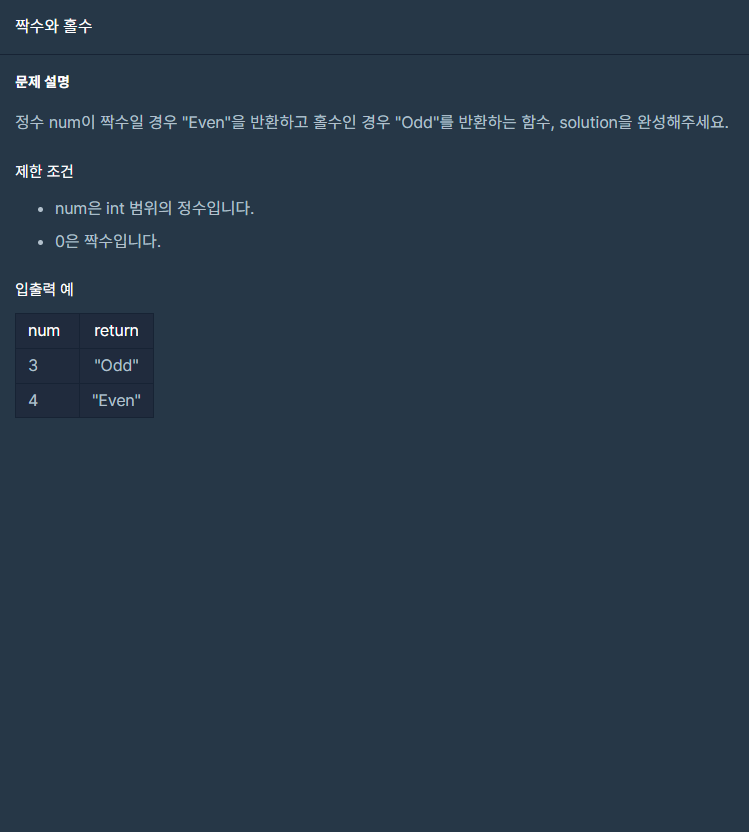 짝수와 홀수
문제 설명
정수 num이 짝수일 경우 "Even"을 반환하고 홀수인 경우 "Odd"를 반환하는 함수, solution을 완성해주세요.
제한 조건
• num은 int 범위의 정수입니다.
• 0은 짝수입니다.
입출력 예
num return
3 "Odd"
4 "Even"